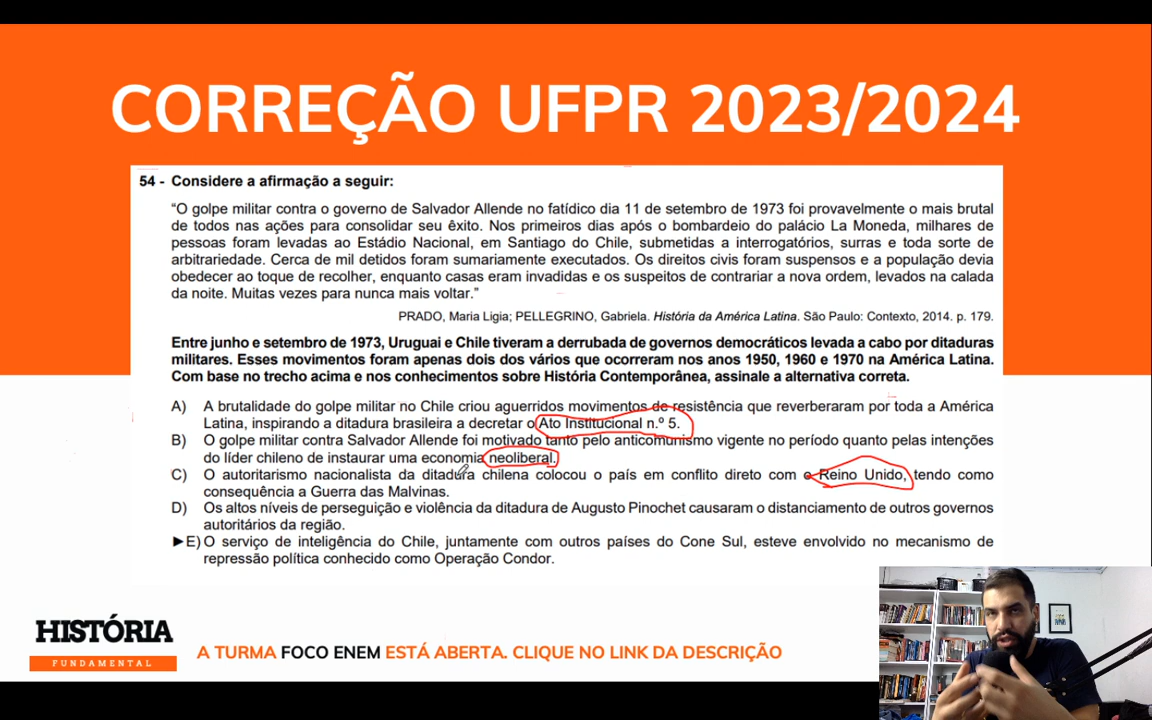 CORREÇÃO UFPR 2023/2024
54 - Considere a afirmação a seguir:
“O golpe militar contra o governo de Salvador Allende no fatídico dia 11 de setembro de 1973 foi provavelmente o mais brutal
de todos nas ações para consolidar seu êxito. Nos primeiros dias após o bombardeio do palácio La Moneda, milhares de
pessoas foram levadas ao Estádio Nacional, em Santiago do Chile, submetidas a interrogatórios, surras e toda sorte de
arbitrariedade. Cerca de mil detidos foram sumariamente executados. Os direitos civis foram suspensos e a população devia
obedecer ao toque de recolher, enquanto casas eram invadidas e os suspeitos de contrariar a nova ordem, levados na calada
da noite. Muitas vezes para nunca mais voltar.”
PRADO, Maria Ligia; PELLEGRINO, Gabriela. História da América Latina. São Paulo: Contexto, 2014. p. 179.
Entre junho e setembro de 1973, Uruguai e Chile tiveram a derrubada de governos democráticos levada a cabo por ditaduras
militares. Esses movimentos foram apenas dois dos vários que ocorreram nos anos 1950, 1960 e 1970 na América Latina.
Com base no trecho acima e nos conhecimentos sobre História Contemporânea, assinale a alternativa correta.
A) A brutalidade do golpe militar no Chile criou aguerridos movimentos de resistência que reverberaram por toda a América
Latina, inspirando a ditadura brasileira a decretar o Ato Institucional n.º 5.
B) O golpe militar contra Salvador Allende foi motivado tanto pelo anticomunismo vigente no período quanto pelas intenções
do líder chileno de instaurar uma economia neoliberal.
C) O autoritarismo nacionalista da ditadura chilena colocou o país em conflito direto com o Reino Unido, tendo como
consequência a Guerra das Malvinas.
D) Os altos níveis de perseguição e violência da ditadura de Augusto Pinochet causaram o distanciamento de outros governos
autoritários da região.
►E) O serviço de inteligência do Chile, juntamente com outros países do Cone Sul, esteve envolvido no mecanismo de
repressão política conhecido como Operação Condor.
HISTÓRIA
FUNDAMENTAL
A TURMA FOCO ENEM ESTÁ ABERTA. CLIQUE NO LINK DA DESCRIÇÃO